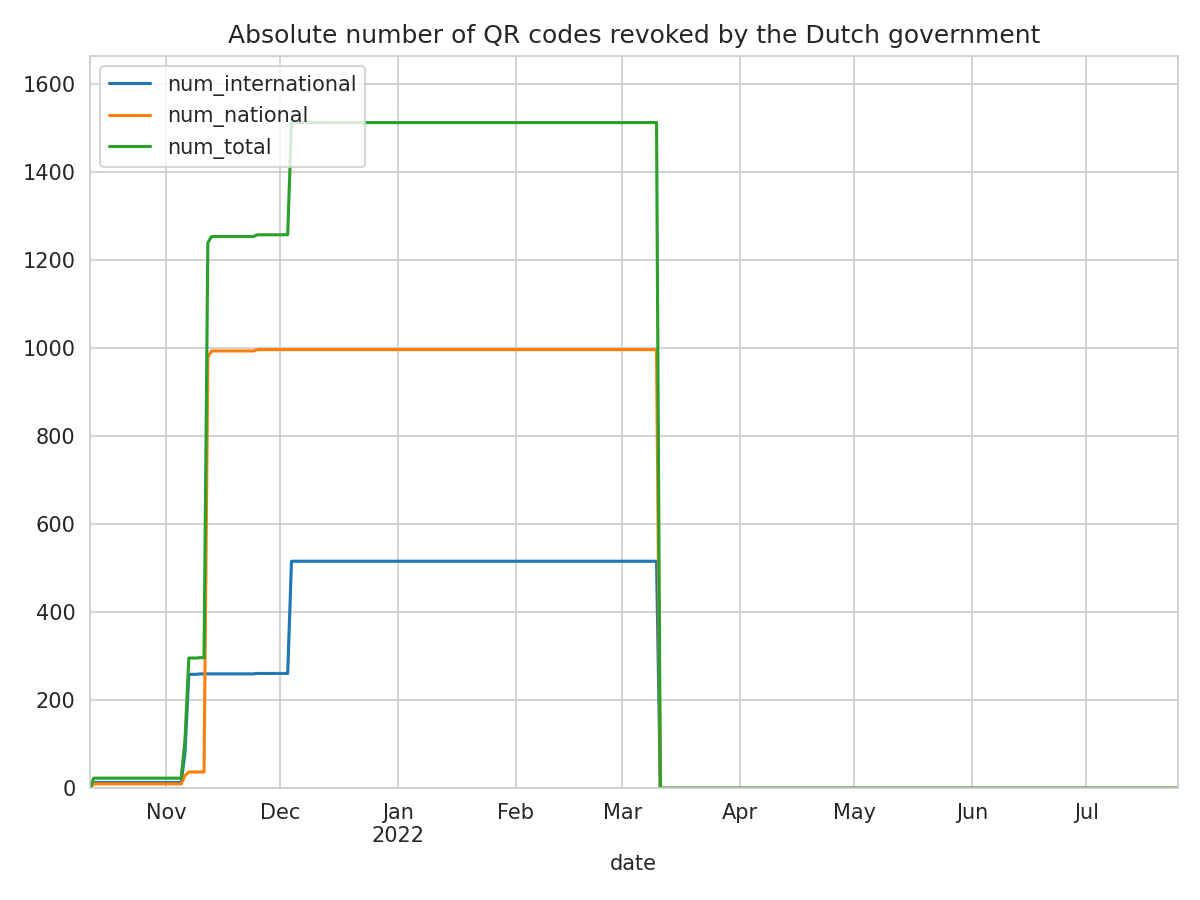 Absolute number of QR codes revoked by the Dutch government
num_international
num_national
num_total
1600
1400
1200
1000
800
600
400
200
0
Nov Dec Jan Feb Mar Apr May Jun Jul
2022
date